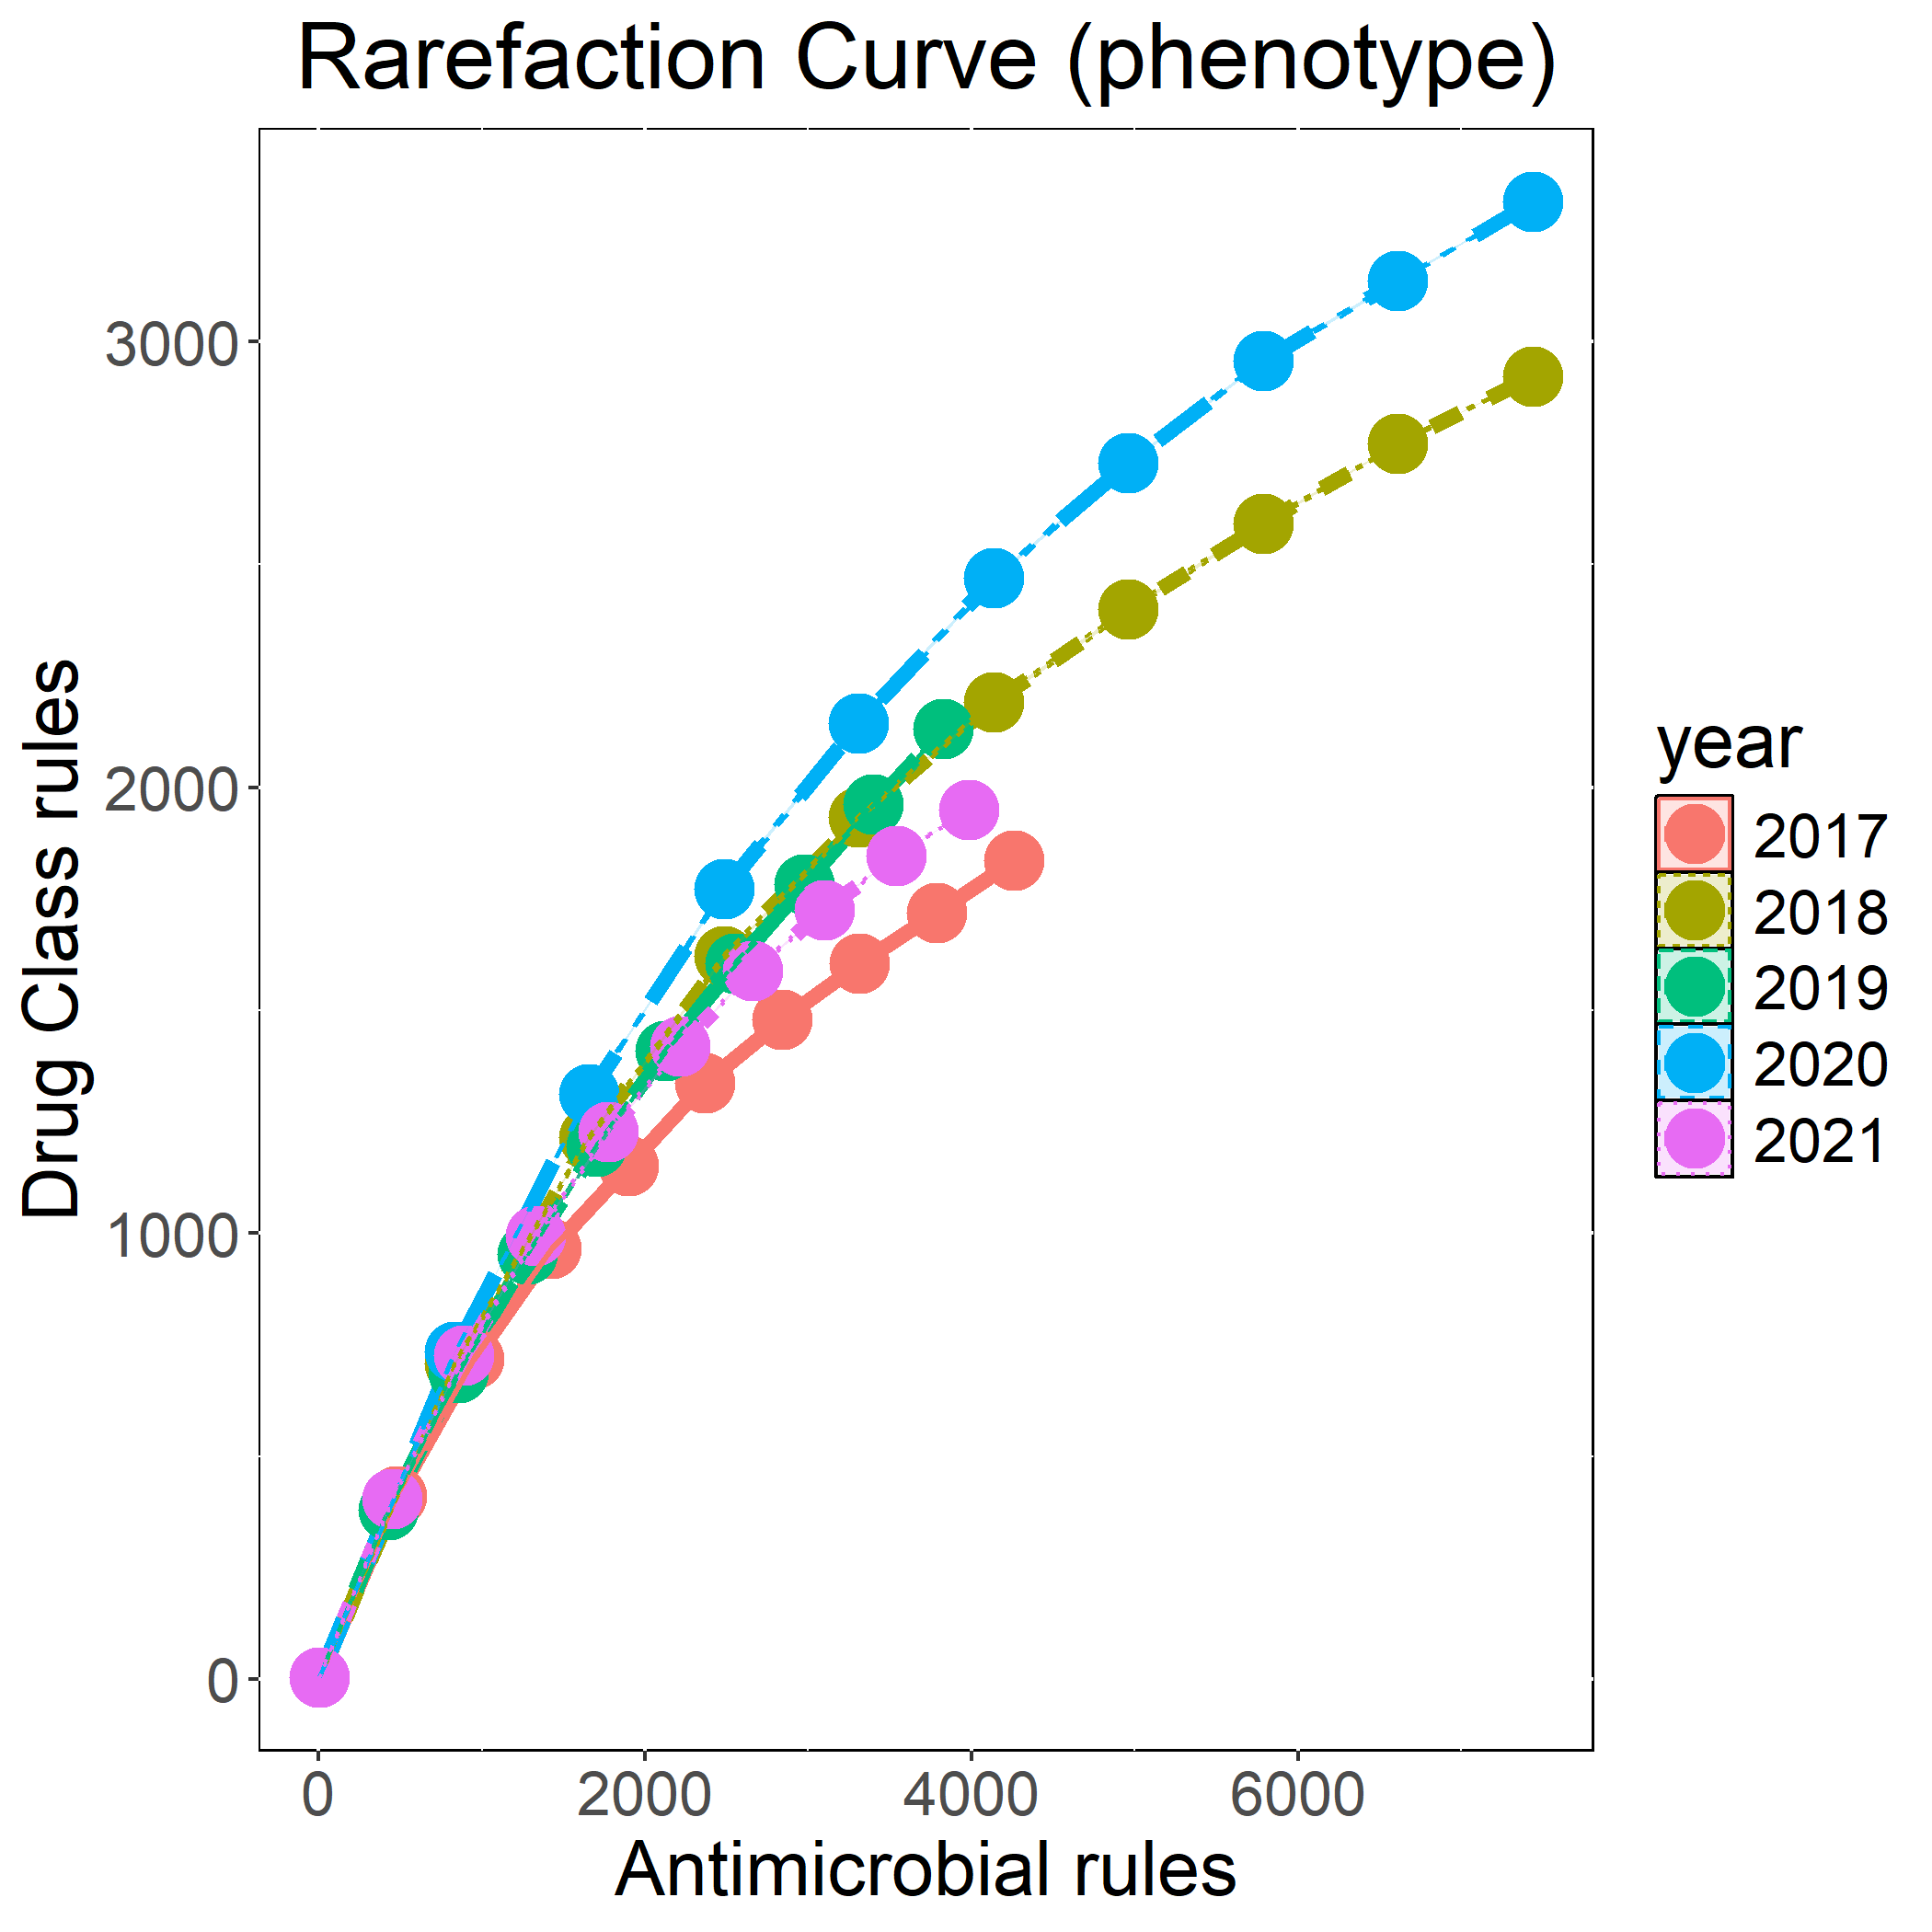 Rarefaction Curve (phenotype)
3000
2000
1000
0
Drug Class rules
0 2000 4000 6000
Antimicrobial rules
year
2017
2018
2019
2020
2021